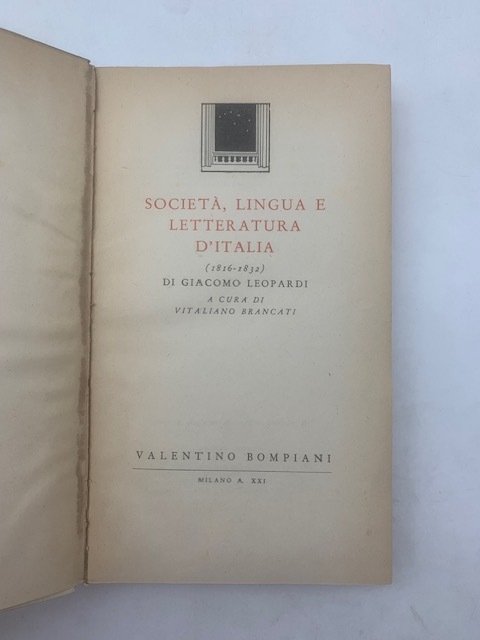 SOCIETÀ, LINGUA E
LETTERATURA
D'ITALIA
(1816-1832)
DI GIACOMO LEOPARDI
A CURA DI
VITALIANO BRANCATI
VALENTINO BOMPIANI
MILANO A. XXI